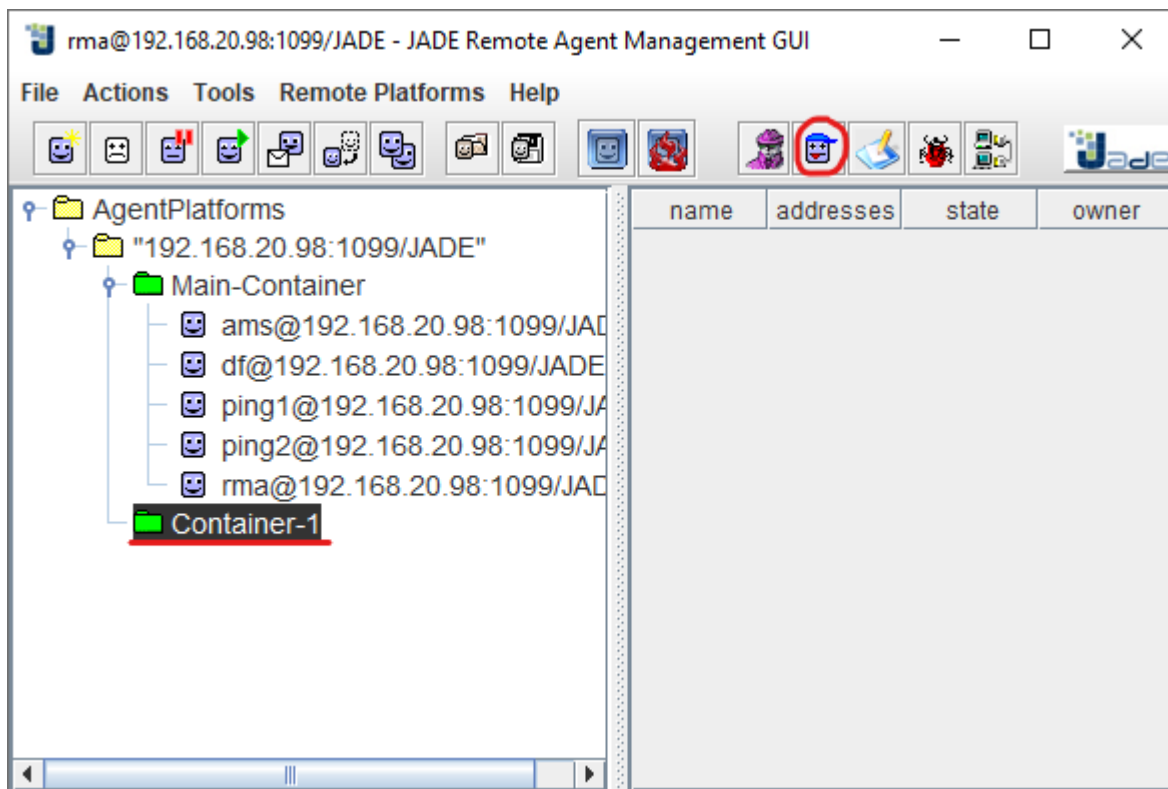 rma@192.168.20.98:1099/JADE - JADE Remote Agent Management GUI
File Actions Tools Remote Platforms Help
Jade
AgentPlatforms
name addresses state owner
"192.168.20.98:1099/JADE"
Main-Container
ams@192.168.20.98:1099/JAD
df@192.168.20.98:1099/JADE
ping1@192.168.20.98:1099/JA
ping2@192.168.20.98:1099/JA
rma@192.168.20.98:1099/JAD
Container-1